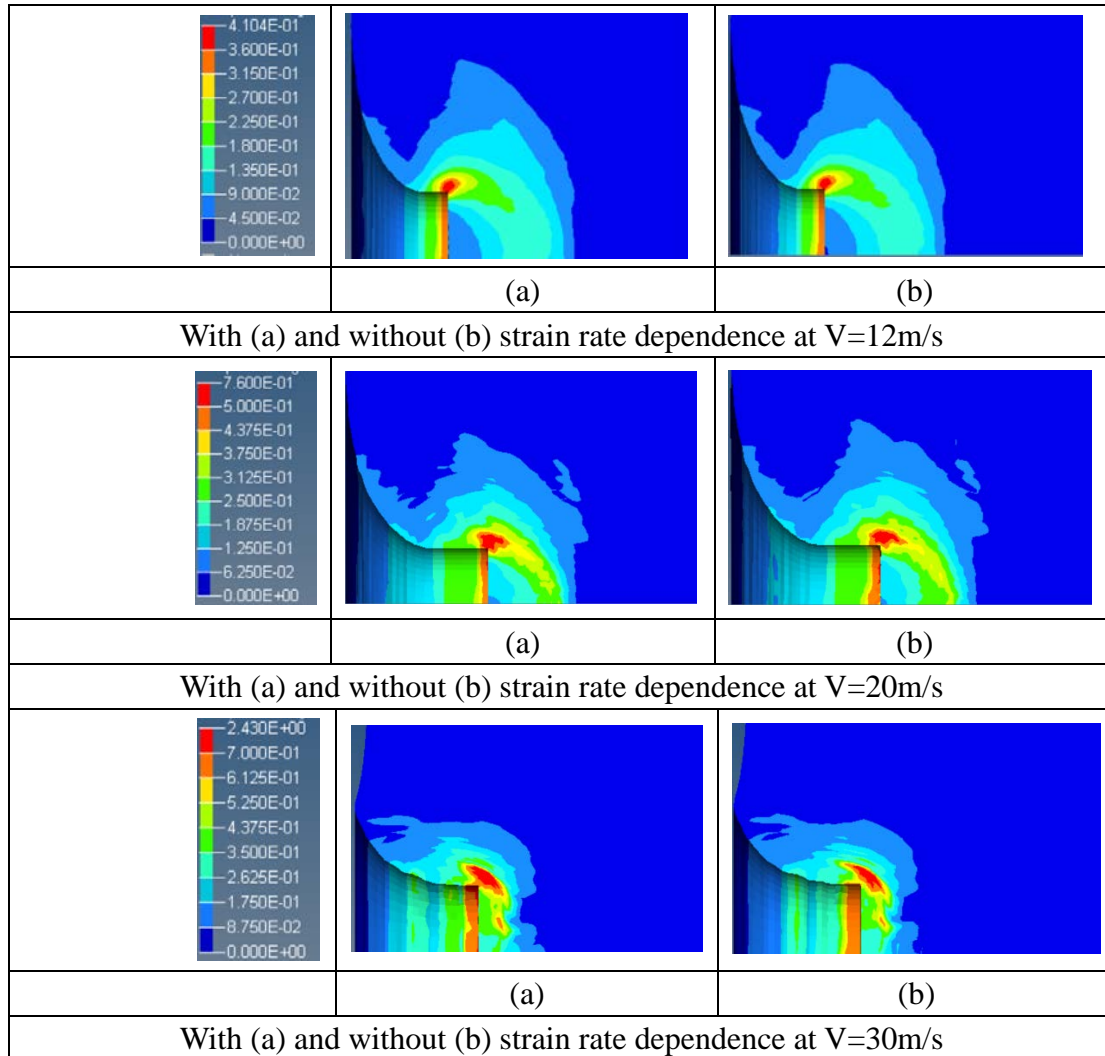 4.104E-01
3.600E-01
3.150E-01
2.700E-01
2.250E-01
1.800E-01
1.350E-01
9.000E-02
4.500E-02
0.000E+00
(a)
(b)
With (a) and without (b) strain rate dependence at V=12m/s
7.600E-01
5.000E-01
4.375E-01
3.750E-01
3.125E-01
2.500E-01
1.875E-01
1.250E-01
6.250E-02
0.000E+00
(a)
(b)
With (a) and without (b) strain rate dependence at V=20m/s
2.430E+00
7.000E-01
6.125E-01
5.250E-01
4.375E-01
3.500E-01
2.625E-01
1.750E-01
8.750E-02
0.000E+00
(a)
(b)
With (a) and without (b) strain rate dependence at V=30m/s